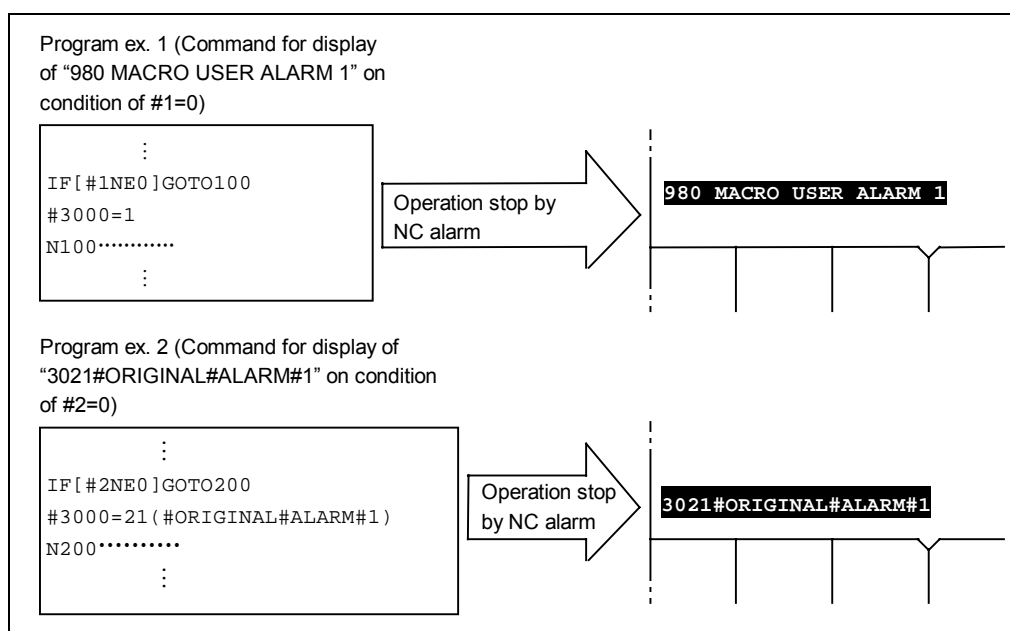 Program ex. 1 (Command for display
of “980 MACRO USER ALARM 1” on
condition of #1=0)
⋮
IF[#1NE0]GOTO100
#3000=1
N100············
⋮
Operation stop by
NC alarm
980 MACRO USER ALARM 1
Program ex. 2 (Command for display of
“3021#ORIGINAL#ALARM#1” on condition
of #2=0)
⋮
IF[#2NE0]GOTO200
#3000=21(#ORIGINAL#ALARM#1)
N200··········
⋮
Operation stop
by NC alarm
3021#ORIGINAL#ALARM#1